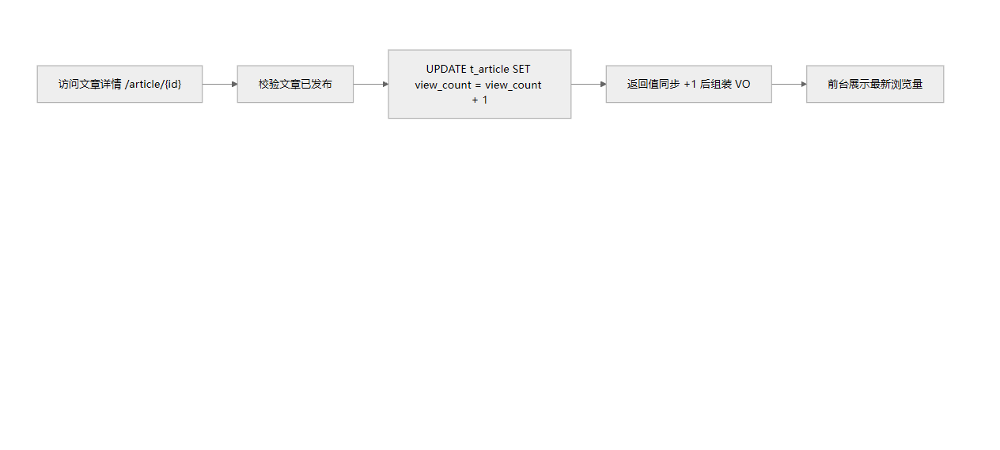 访问文章详情 /article/{id}
校验文章已发布
UPDATE t_article SET
view_count = view_count
+ 1
返回值同步 +1 后组装 VO
前台展示最新浏览量